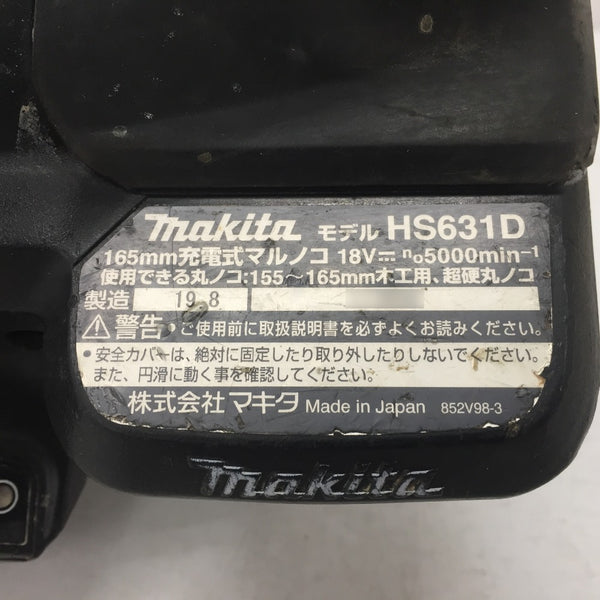 makita モデル HS631D
165mm充電式マルノコ 18V⎓ n₀5000min⁻¹
使用できる丸ノコ:155〜165mm木工用、超硬丸ノコ
製造 19 8
⚠警告 ●ご使用前に取扱説明書を必ずよくお読みください。
●安全カバーは、絶対に固定したり取り外したりしないでください。
また、円滑に動く事を確認してください。
株式会社マキタ Made in Japan 852V98-3
makita